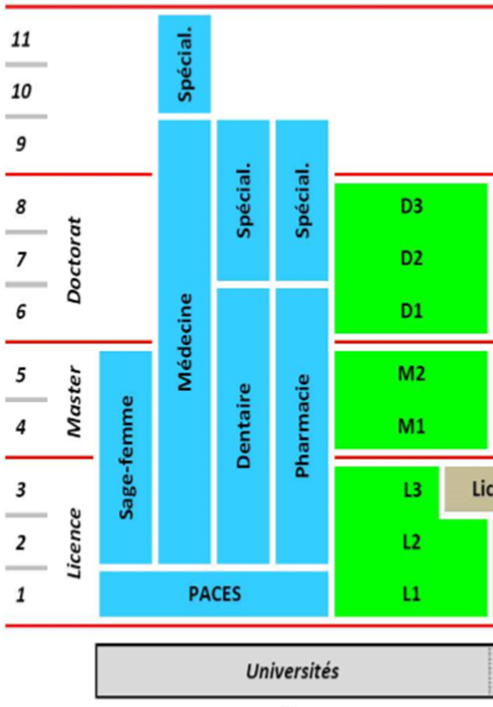 11
Spécial.
10
9
Spécial.
Spécial.
8
D3
Doctorat
7
D2
6
D1
Médecine
5
M2
Master
Sage-femme
Dentaire
Pharmacie
4
M1
3
L3
Lic
Licence
2
L2
1
PACES
L1
Universités